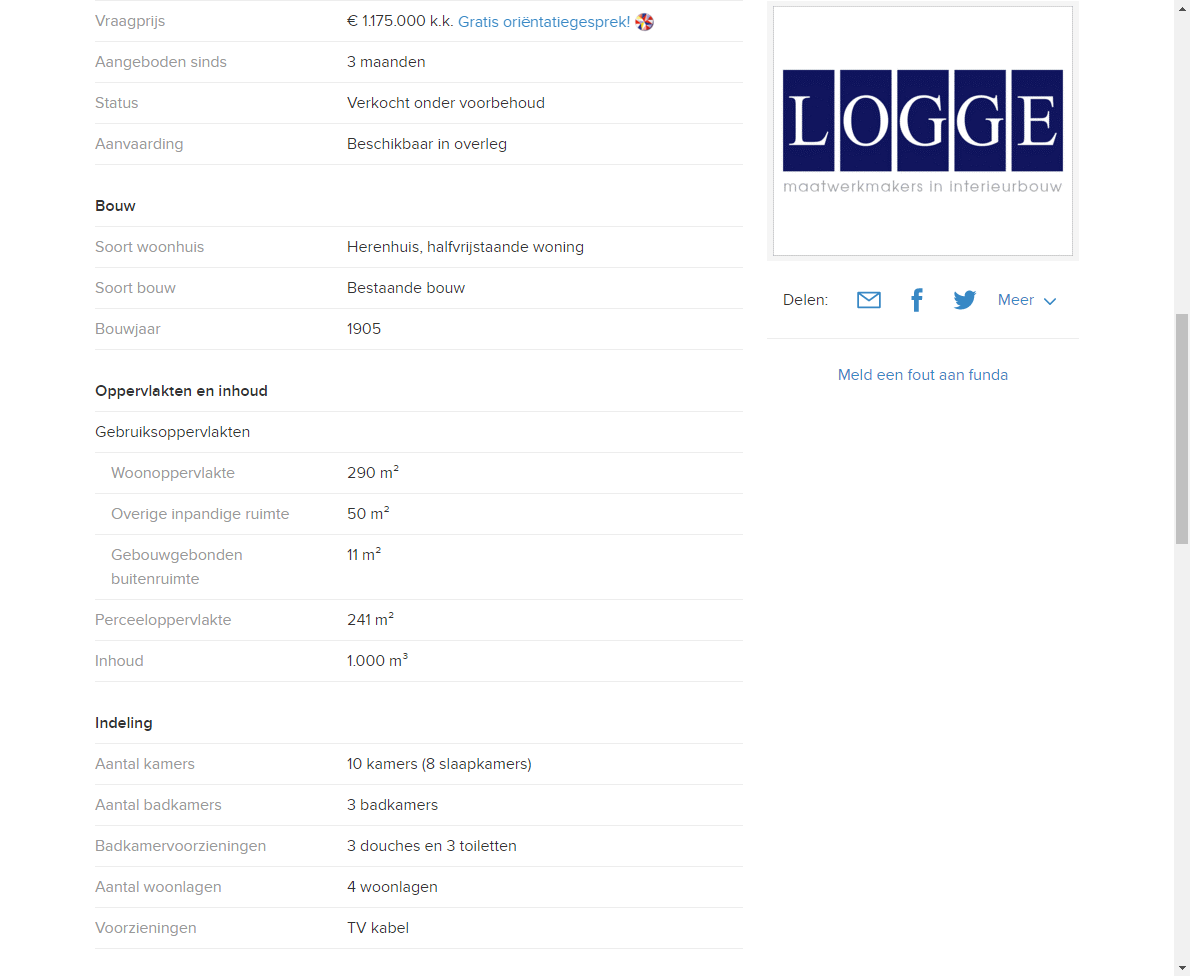 Vraagprijs € 1.175.000 k.k. Gratis oriëntatiegesprek!
Aangeboden sinds 3 maanden
Status Verkocht onder voorbehoud
Aanvaarding Beschikbaar in overleg
Bouw
Soort woonhuis Herenhuis, halfvrijstaande woning
Soort bouw Bestaande bouw
Bouwjaar 1905
Oppervlakten en inhoud
Gebruiksoppervlakten
Woonoppervlakte 290 m²
Overige inpandige ruimte 50 m²
Gebouwgebonden 11 m²
buitenruimte
Perceeloppervlakte 241 m²
Inhoud 1.000 m³
Indeling
Aantal kamers 10 kamers (8 slaapkamers)
Aantal badkamers 3 badkamers
Badkamervoorzieningen 3 douches en 3 toiletten
Aantal woonlagen 4 woonlagen
Voorzieningen TV kabel
LOGGE
maatwerkmakers in interieurbouw
Delen: Meer
Meld een fout aan funda